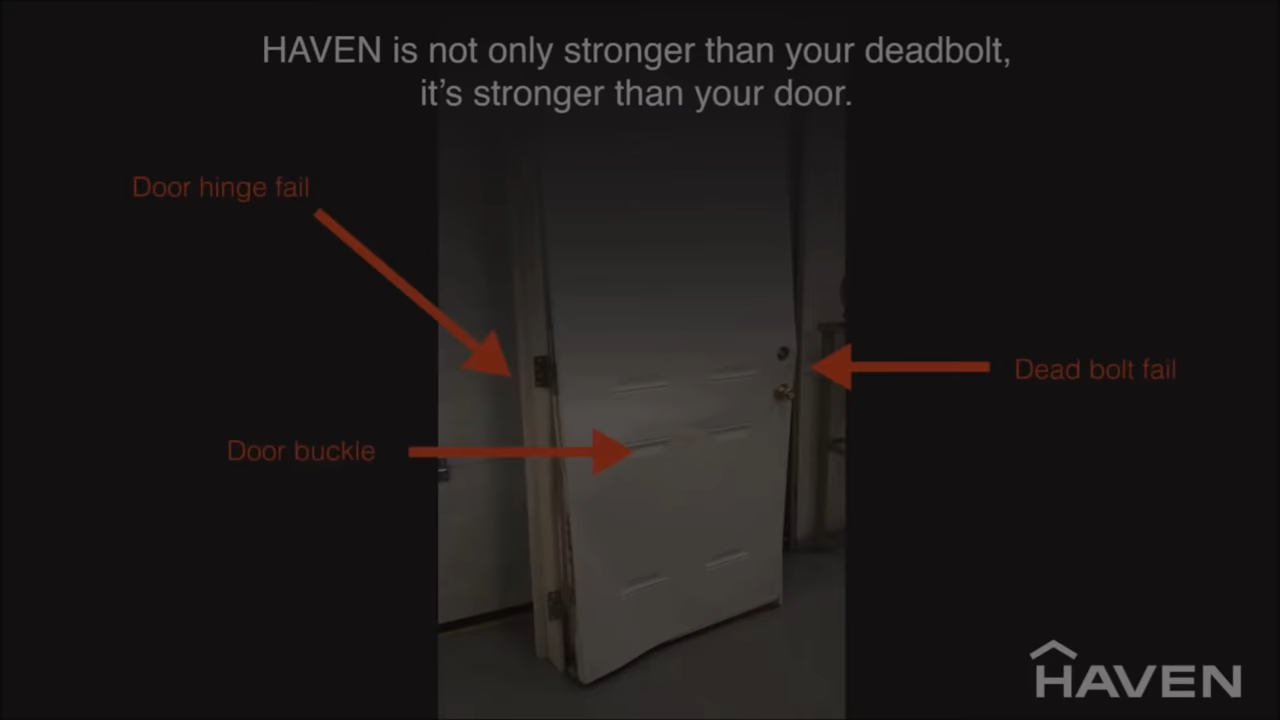 HAVEN is not only stronger than your deadbolt,
it’s stronger than your door.
Door hinge fail
Dead bolt fail
Door buckle
HAVEN